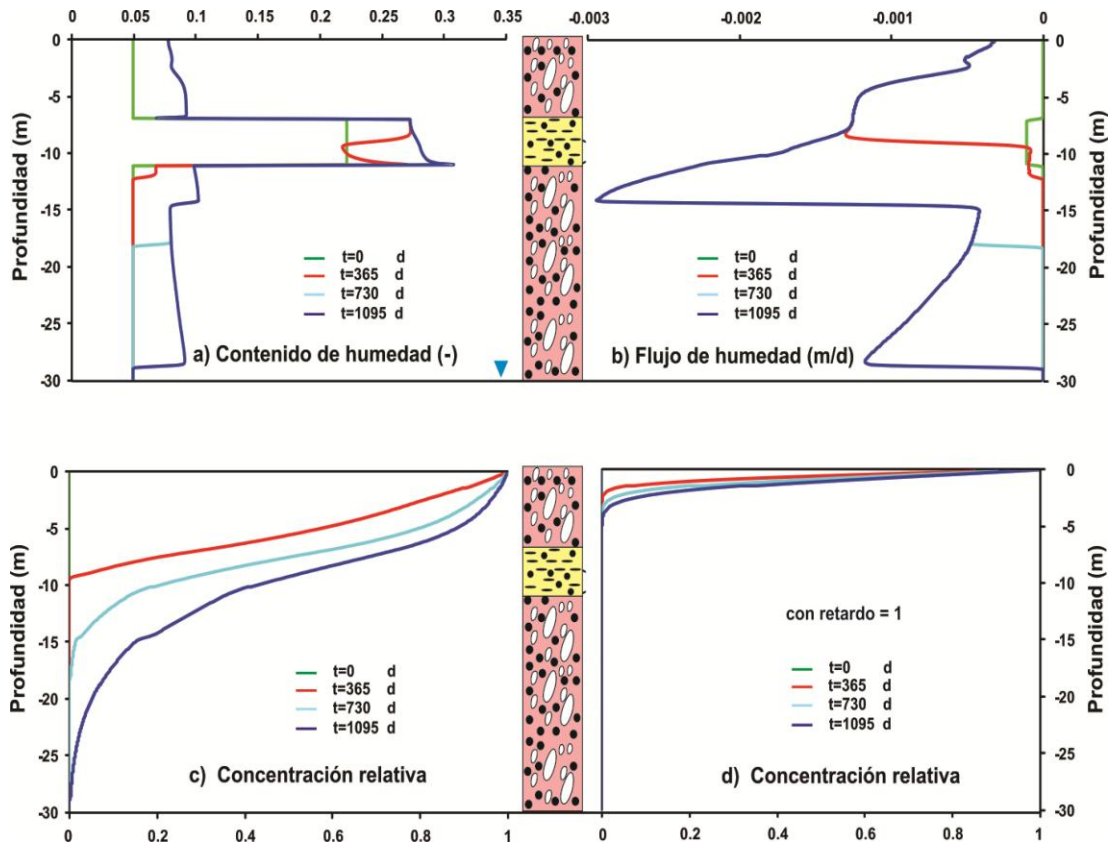 0 0.05 0.1 0.15 0.2 0.22 0.3 0.35
-0.003 -0.002 -0.001 0
Profundidad (m)
0
-5
-10
-15
-20
-25
-30
t=0 d
t=365 d
t=730 d
t=1095 d
a) Contenido de humedad (-)
t=0 d
t=365 d
t=730 d
t=1095 d
b) Flujo de humedad (m/d)
0
-5
-10
-15
-20
-25
-30
Profundidad (m)
Profundidad (m)
0
-5
-10
-15
-20
-25
-30
t=0 d
t=365 d
t=730 d
t=1095 d
c) Concentración relativa
0 0.2 0.4 0.6 0.8 1
con retardo = 1
t=0 d
t=365 d
t=730 d
t=1095 d
d) Concentración relativa
0.2 0.4 0.6 0.8 1
0
-5
-10
-15
-20
-25
-30
Profundidad (m)